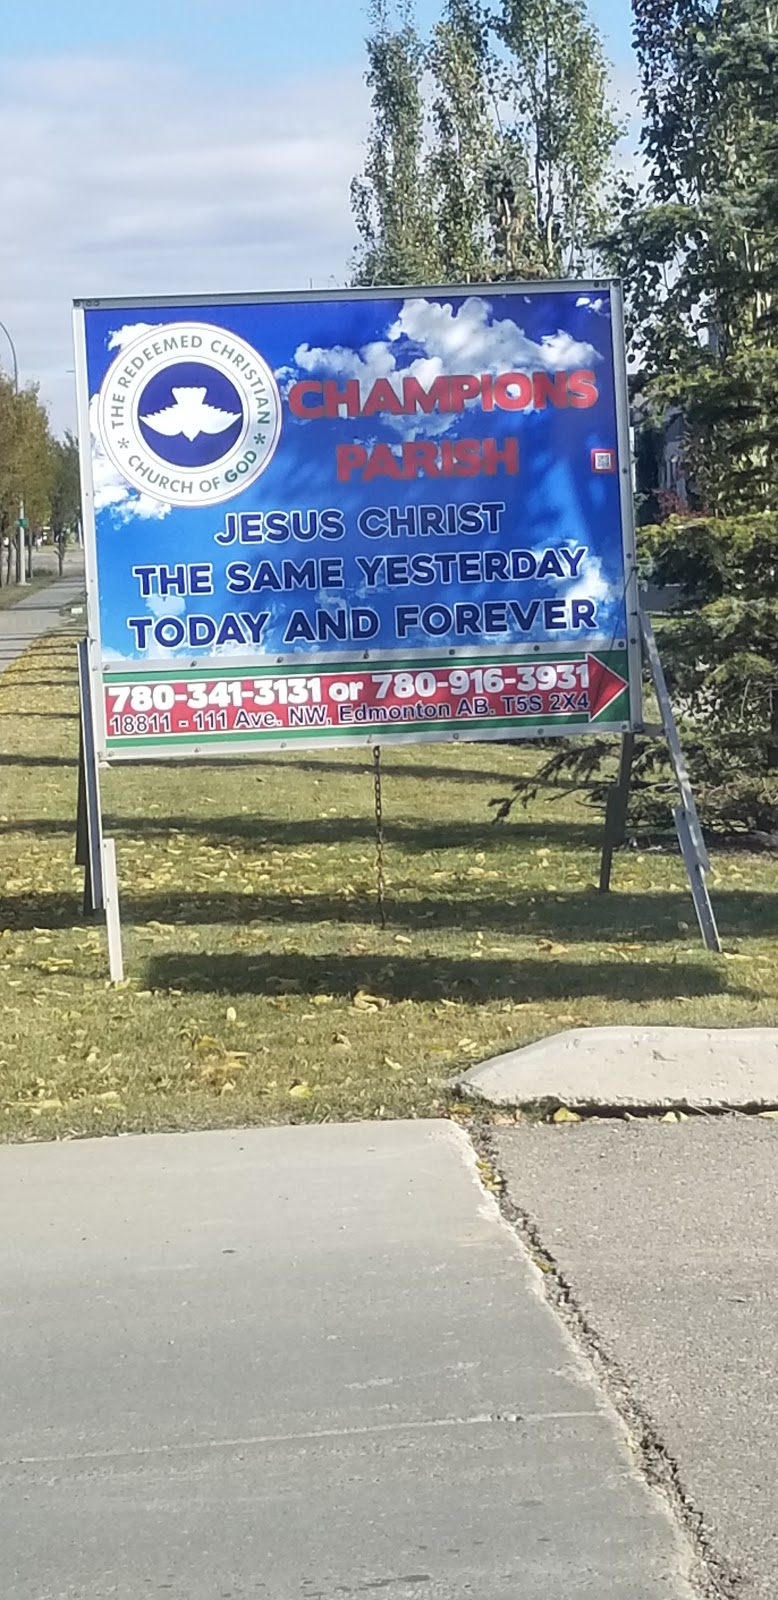 THE REDEEMED CHRISTIAN
* CHURCH OF GOD *
CHAMPIONS
PARISH
JESUS CHRIST
THE SAME YESTERDAY
TODAY AND FOREVER
780-341-3131 or 780-916-3931
18811 - 111 Ave. NW, Edmonton AB. T5S 2X4